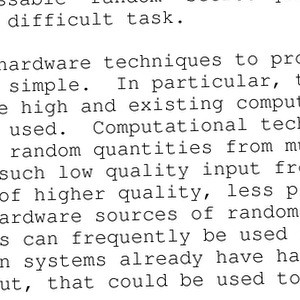 difficult task.
hardware techniques to pro
simple.  In particular, t
high and existing comput
used.  Computational tech
random quantities from mu
such low quality input fro
of higher quality, less p
ardware sources of random
s can frequently be used
n systems already have ha
ut, that could be used to